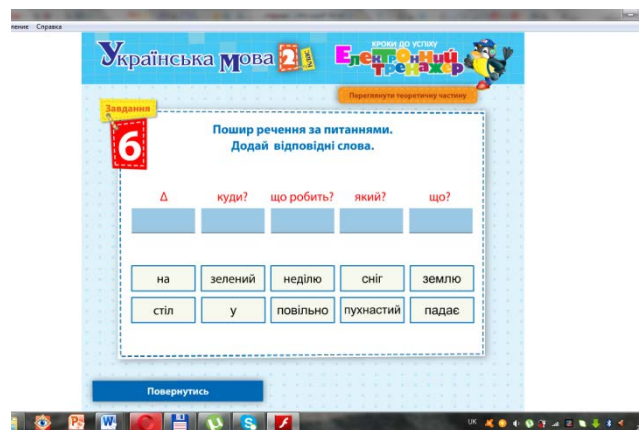 Справка
КРОКИ ДО УСПІХУ
Українська Мова 2 клас
Електронний
Тренажер
Переглянути теоретичну частину
Завдання
6
Пошир речення за питаннями.
Додай відповідні слова.
Δ куди? що робить? який? що?
на зелений неділю сніг землю
стіл у повільно пухнастий падає
Повернутись
UK